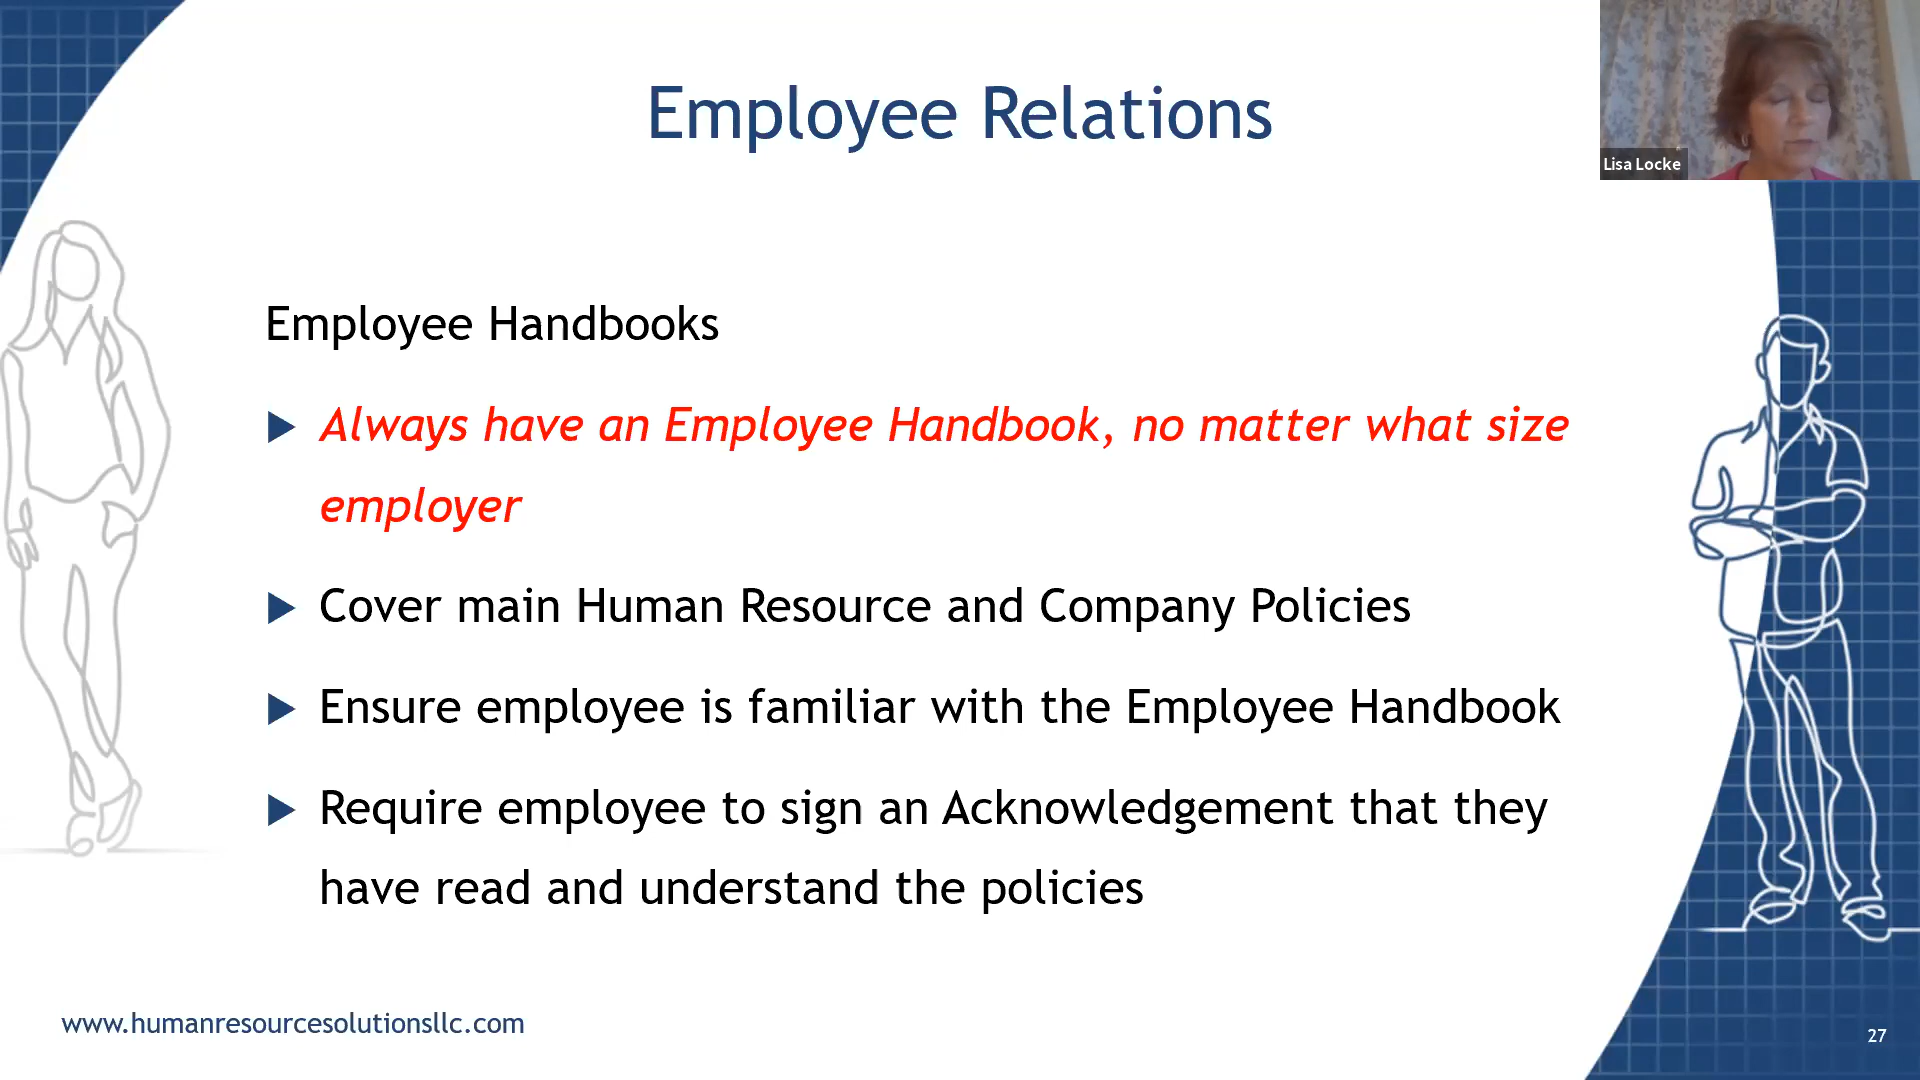 Employee Relations
Lisa Locke
Employee Handbooks
Always have an Employee Handbook, no matter what size
employer
Cover main Human Resource and Company Policies
Ensure employee is familiar with the Employee Handbook
Require employee to sign an Acknowledgement that they
have read and understand the policies
www.humanresourcesolutionsllc.com
27